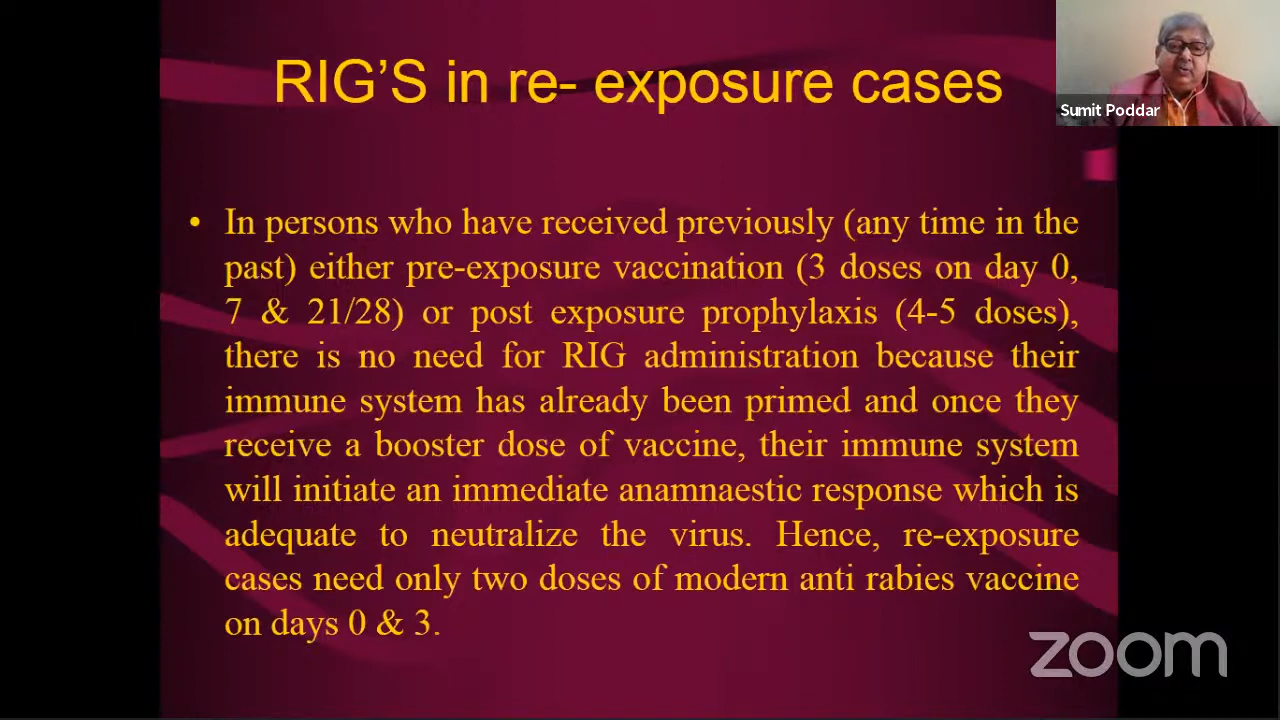 RIG'S in re- exposure cases
Sumit Poddar
• In persons who have received previously (any time in the
past) either pre-exposure vaccination (3 doses on day 0,
7 & 21/28) or post exposure prophylaxis (4-5 doses),
there is no need for RIG administration because their
immune system has already been primed and once they
receive a booster dose of vaccine, their immune system
will initiate an immediate anamnaestic response which is
adequate to neutralize the virus. Hence, re-exposure
cases need only two doses of modern anti rabies vaccine
on days 0 & 3.
zoom